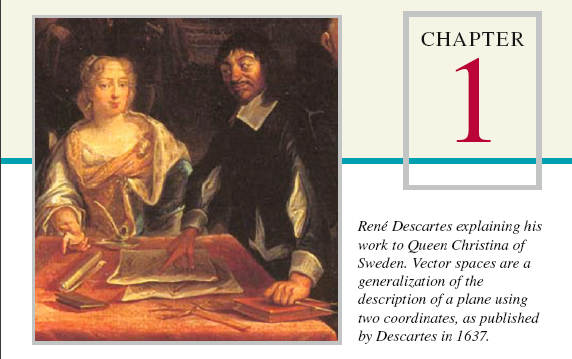 CHAPTER
1
René Descartes explaining his
work to Queen Christina of
Sweden. Vector spaces are a
generalization of the
description of a plane using
two coordinates, as published
by Descartes in 1637.